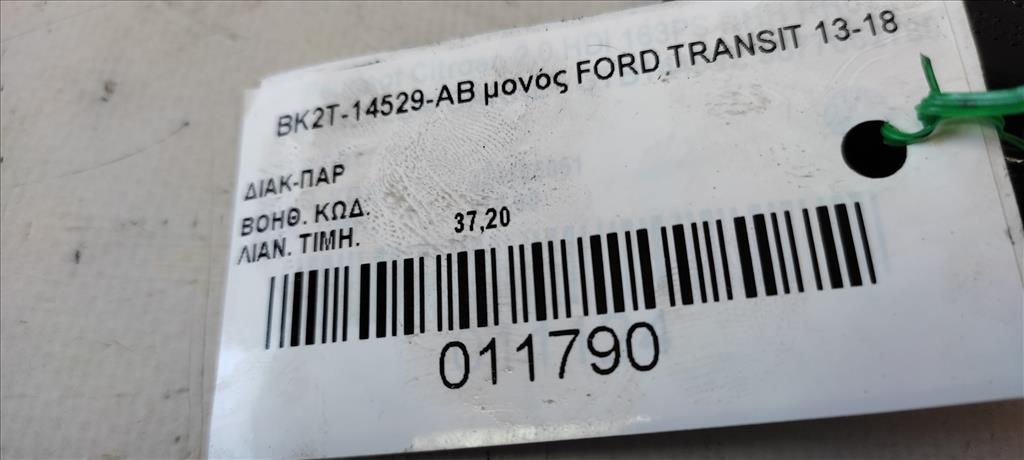 BK2T-14529-AB μονός FORD TRANSIT 13-18
ΔΙΑΚ-ΠΑΡ
ΒΟΗΘ. ΚΩΔ.
ΛΙΑΝ. ΤΙΜΗ. 37,20
011790